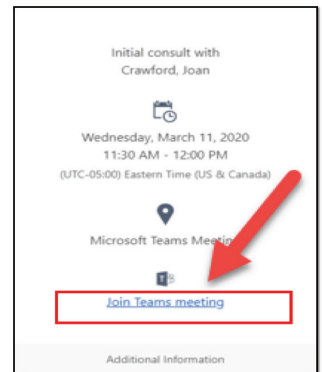 Initial consult with
Crawford, Joan
Wednesday, March 11, 2020
11:30 AM - 12:00 PM
(UTC-05:00) Eastern Time (US & Canada)
Microsoft Teams Meeting
Join Teams meeting
Additional Information